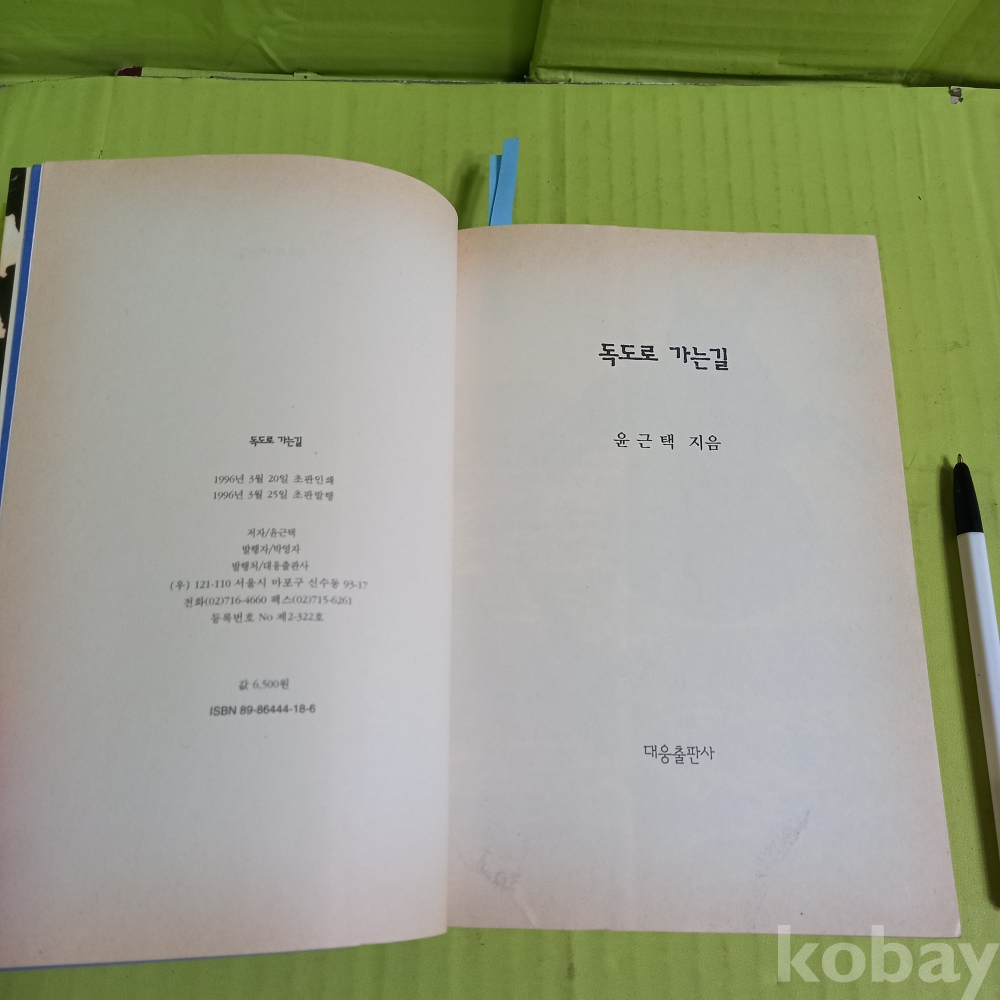 독도로 가는길
1996년 3월 20일 초판인쇄
1996년 3월 25일 초판발행
저자/윤근택
발행자/박영자
발행처/대웅출판사
(우) 121-110 서울시 마포구 신수동 93-17
전화(02)716-4660 팩스(02)715-6261
등록번호 No 제2-322호
값 6,500원
ISBN 89-86444-18-6
독도로 가는길
윤근택 지음
대웅출판사
kobay